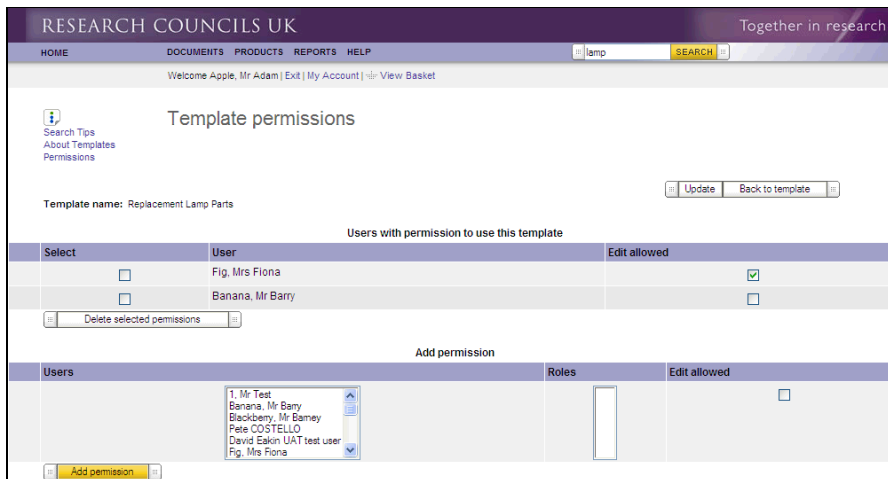 RESEARCH COUNCILS UK
Together in research
HOME DOCUMENTS PRODUCTS REPORTS HELP lamp SEARCH
Welcome Apple, Mr Adam | Exit | My Account | View Basket
Template permissions
Search Tips
About Templates
Permissions
Update Back to template
Template name: Replacement Lamp Parts
Users with permission to use this template
Select User Edit allowed
Fig, Mrs Fiona
Banana, Mr Barry
Delete selected permissions
Add permission
Users Roles Edit allowed
1, Mr Test
Banana, Mr Barry
Blackberry, Mr Barney
Pete COSTELLO
David Eakin UAT test user
Fig, Mrs Fiona
Add permission